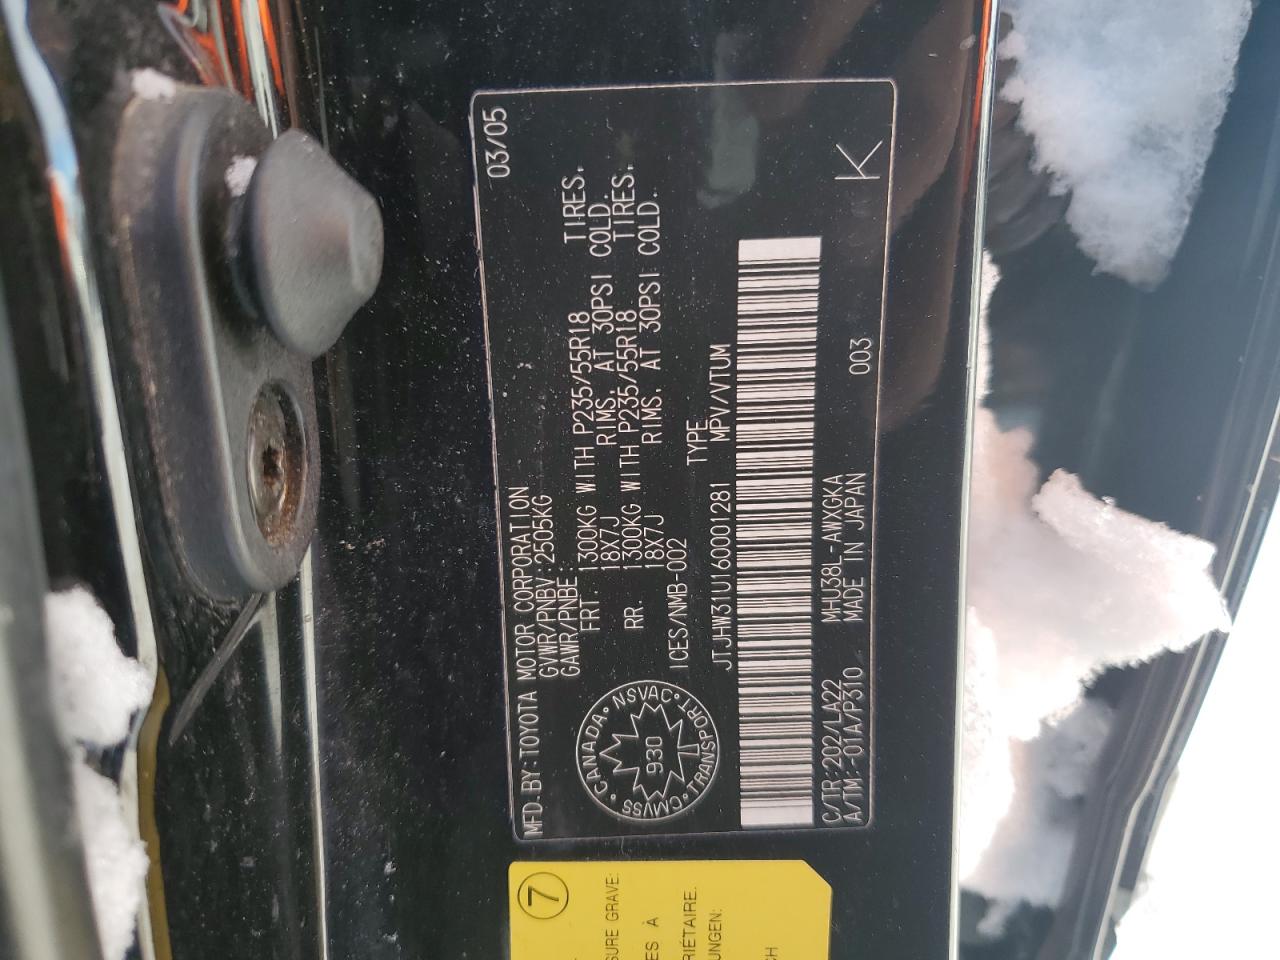 MFD. BY: TOYOTA MOTOR CORPORATION 03/05
GVWR/PNBV 2505KG
GAWR/PNBE:
FRT. 1300KG WITH P235/55R18 TIRES,
18X7J RIMS, AT 30PSI COLD.
RR. 1300KG WITH P235/55R18 TIRES,
18X7J RIMS, AT 30PSI COLD.
ICES/NMB-002
TYPE
JTJHW31U160001281 MPV/VTUM
CANADA • NSVAC • TRANSPORT • CMVSS •
930
T
C/TR:202/LA22 MHU38L-AWXGKA
A/TM:-01A/P310 MADE IN JAPAN 003 K
7
SURE GRAVE:
ES À
RIÉTAIRE.
UNGEN:
CH